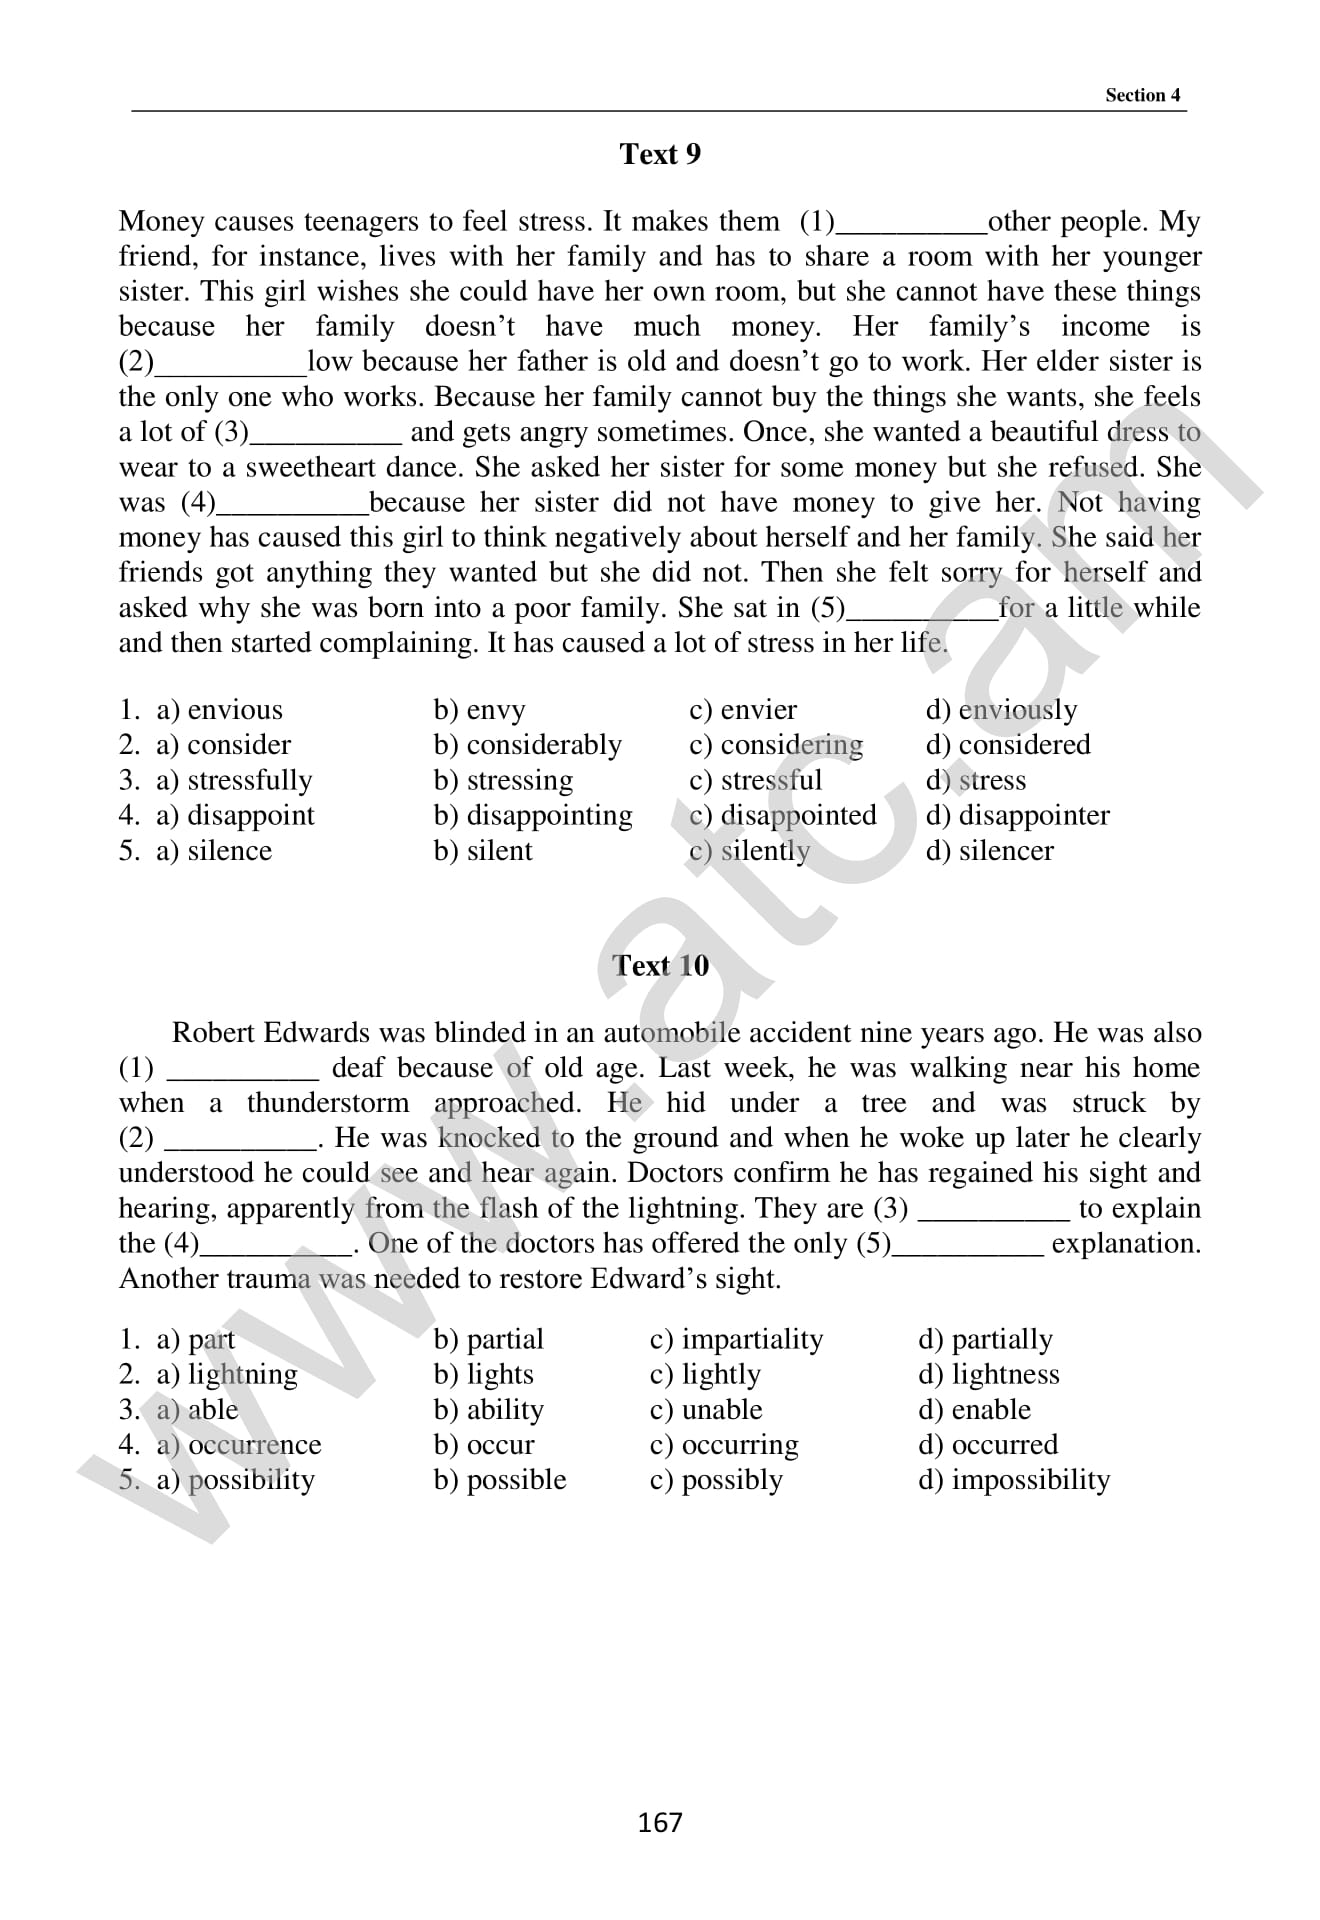 Section 4
Text 9
Money causes teenagers to feel stress. It makes them (1)__________other people. My
friend, for instance, lives with her family and has to share a room with her younger
sister. This girl wishes she could have her own room, but she cannot have these things
because her family doesn’t have much money. Her family’s income is
(2)__________low because her father is old and doesn’t go to work. Her elder sister is
the only one who works. Because her family cannot buy the things she wants, she feels
a lot of (3)__________ and gets angry sometimes. Once, she wanted a beautiful dress to
wear to a sweetheart dance. She asked her sister for some money but she refused. She
was (4)__________because her sister did not have money to give her. Not having
money has caused this girl to think negatively about herself and her family. She said her
friends got anything they wanted but she did not. Then she felt sorry for herself and
asked why she was born into a poor family. She sat in (5)__________for a little while
and then started complaining. It has caused a lot of stress in her life.
1. a) envious b) envy c) envier d) enviously
2. a) consider b) considerably c) considering d) considered
3. a) stressfully b) stressing c) stressful d) stress
4. a) disappoint b) disappointing c) disappointed d) disappointer
5. a) silence b) silent c) silently d) silencer
Text 10
Robert Edwards was blinded in an automobile accident nine years ago. He was also
(1) __________ deaf because of old age. Last week, he was walking near his home
when a thunderstorm approached. He hid under a tree and was struck by
(2) __________. He was knocked to the ground and when he woke up later he clearly
understood he could see and hear again. Doctors confirm he has regained his sight and
hearing, apparently from the flash of the lightning. They are (3) __________ to explain
the (4)__________. One of the doctors has offered the only (5)__________ explanation.
Another trauma was needed to restore Edward’s sight.
1. a) part b) partial c) impartiality d) partially
2. a) lightning b) lights c) lightly d) lightness
3. a) able b) ability c) unable d) enable
4. a) occurrence b) occur c) occurring d) occurred
5. a) possibility b) possible c) possibly d) impossibility
167
www.atc.am